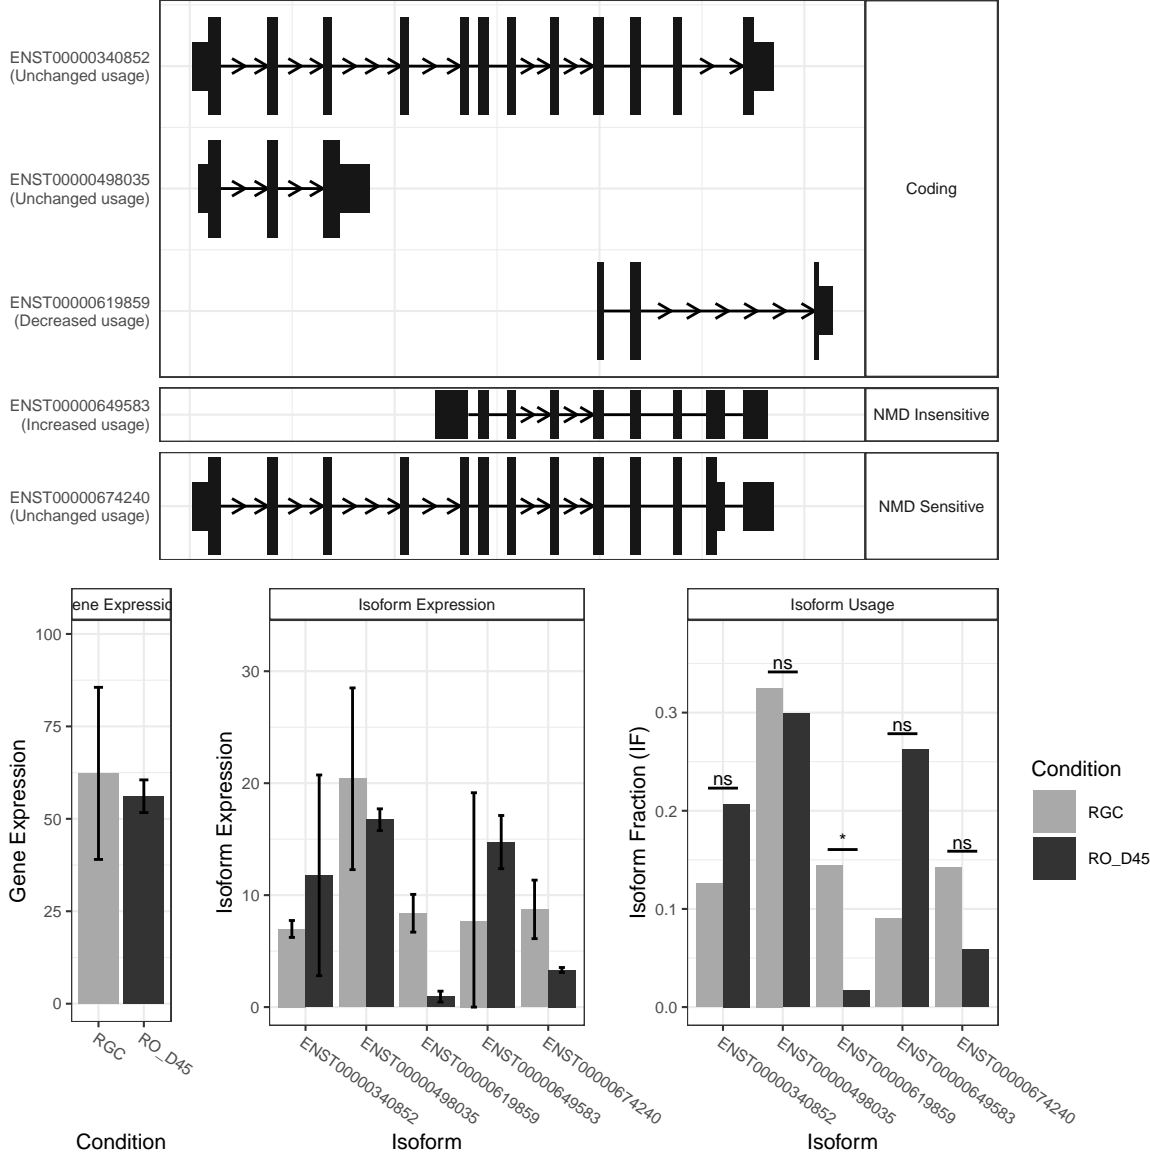 ENST00000340852
(Unchanged usage)
ENST00000498035
(Unchanged usage)
Coding
ENST00000619859
(Decreased usage)
ENST00000649583
(Increased usage)
NMD Insensitive
ENST00000674240
(Unchanged usage)
NMD Sensitive
ene Expressio
Gene Expression
100
75
50
25
0
RGC
RO_D45
Condition
Isoform Expression
Isoform Expression
30
20
10
0
ENST00000340852
ENST00000498035
ENST00000619859
ENST00000649583
ENST00000674240
Isoform
Isoform Usage
Isoform Fraction (IF)
0.3
0.2
0.1
0.0
ns
ns
*
ns
ns
ENST00000340852
ENST00000498035
ENST00000619859
ENST00000649583
ENST00000674240
Isoform
Condition
RGC
RO_D45